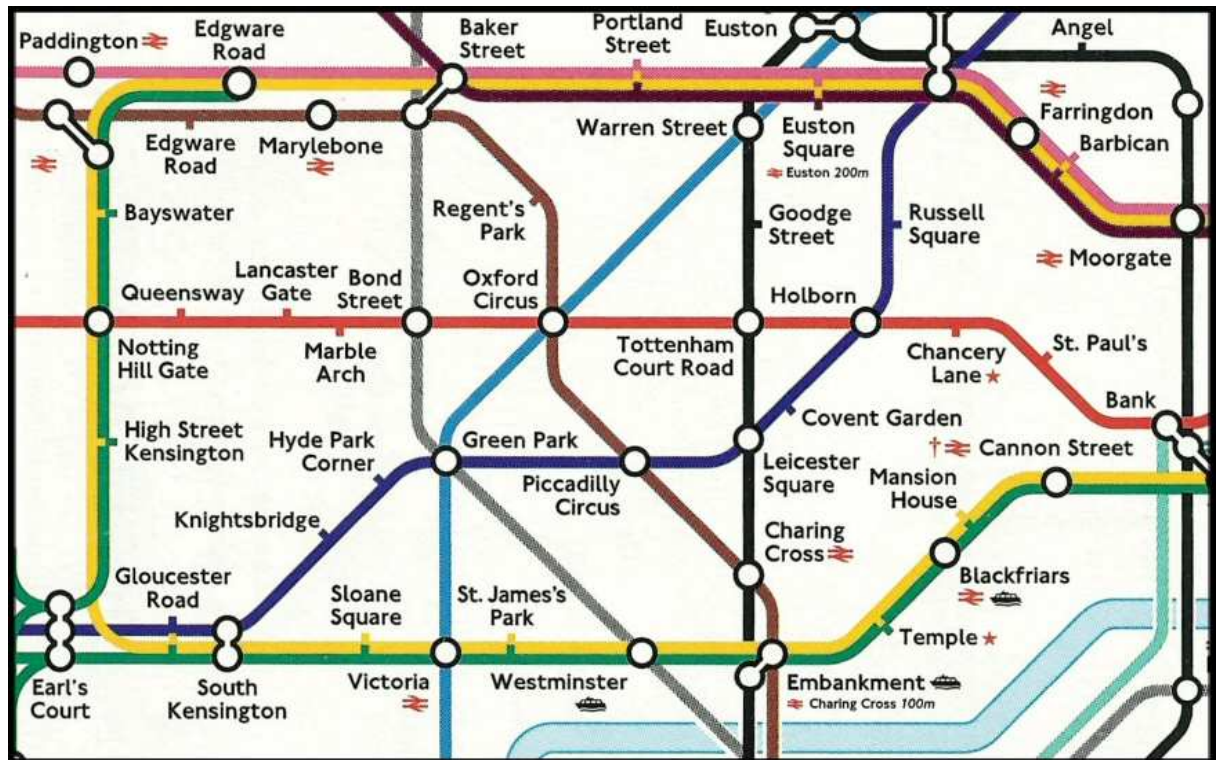 Paddington
Edgware
Road
Baker
Street
Portland
Street
Euston
Angel
Edgware
Road
Marylebone
Warren Street
Euston
Square
Euston 200m
Farringdon
Barbican
Bayswater
Regent's
Park
Goodge
Street
Russell
Square
Moorgate
Queensway
Lancaster
Gate
Bond
Street
Oxford
Circus
Holborn
Notting
Hill Gate
Marble
Arch
Tottenham
Court Road
Chancery
Lane
St. Paul's
Bank
High Street
Kensington
Hyde Park
Corner
Green Park
Covent Garden
† Cannon Street
Piccadilly
Circus
Leicester
Square
Mansion
House
Knightsbridge
Charing
Cross
Gloucester
Road
Sloane
Square
St. James's
Park
Blackfriars
Temple
Earl's
Court
South
Kensington
Victoria
Westminster
Embankment
Charing Cross 100m